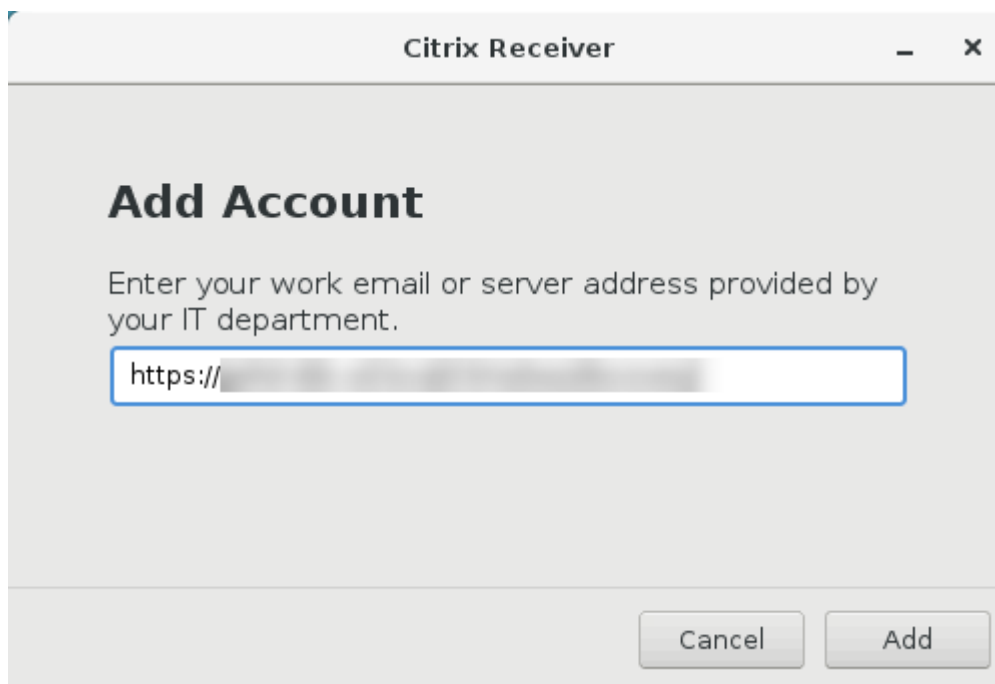 Citrix Receiver
Add Account
Enter your work email or server address provided by
your IT department.
https://
Cancel
Add